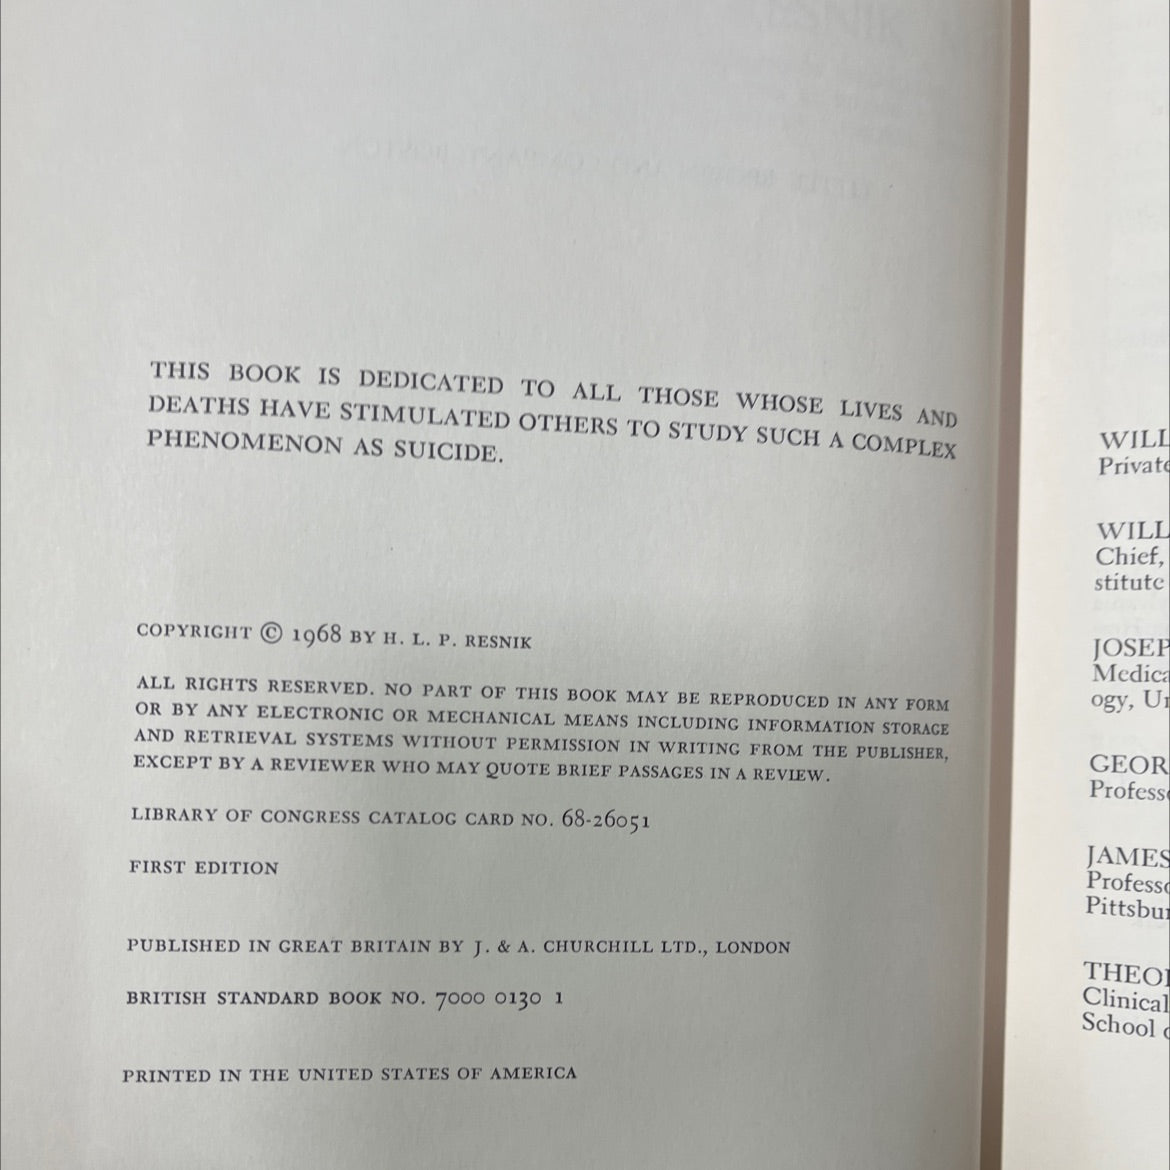 THIS BOOK IS DEDICATED TO ALL THOSE WHOSE LIVES AND
DEATHS HAVE STIMULATED OTHERS TO STUDY SUCH A COMPLEX
PHENOMENON AS SUICIDE.
COPYRIGHT © 1968 BY H. L. P. RESNIK
ALL RIGHTS RESERVED. NO PART OF THIS BOOK MAY BE REPRODUCED IN ANY FORM
OR BY ANY ELECTRONIC OR MECHANICAL MEANS INCLUDING INFORMATION STORAGE
AND RETRIEVAL SYSTEMS WITHOUT PERMISSION IN WRITING FROM THE PUBLISHER,
EXCEPT BY A REVIEWER WHO MAY QUOTE BRIEF PASSAGES IN A REVIEW.
LIBRARY OF CONGRESS CATALOG CARD NO. 68-26051
FIRST EDITION
PUBLISHED IN GREAT BRITAIN BY J. & A. CHURCHILL LTD., LONDON
BRITISH STANDARD BOOK NO. 7000 0130 1
PRINTED IN THE UNITED STATES OF AMERICA
WILL
Private
WILL
Chief,
stitute
JOSEP
Medica
ogy, Un
GEOR
Profess
JAMES
Profess
Pittsbu
THEO
Clinical
School